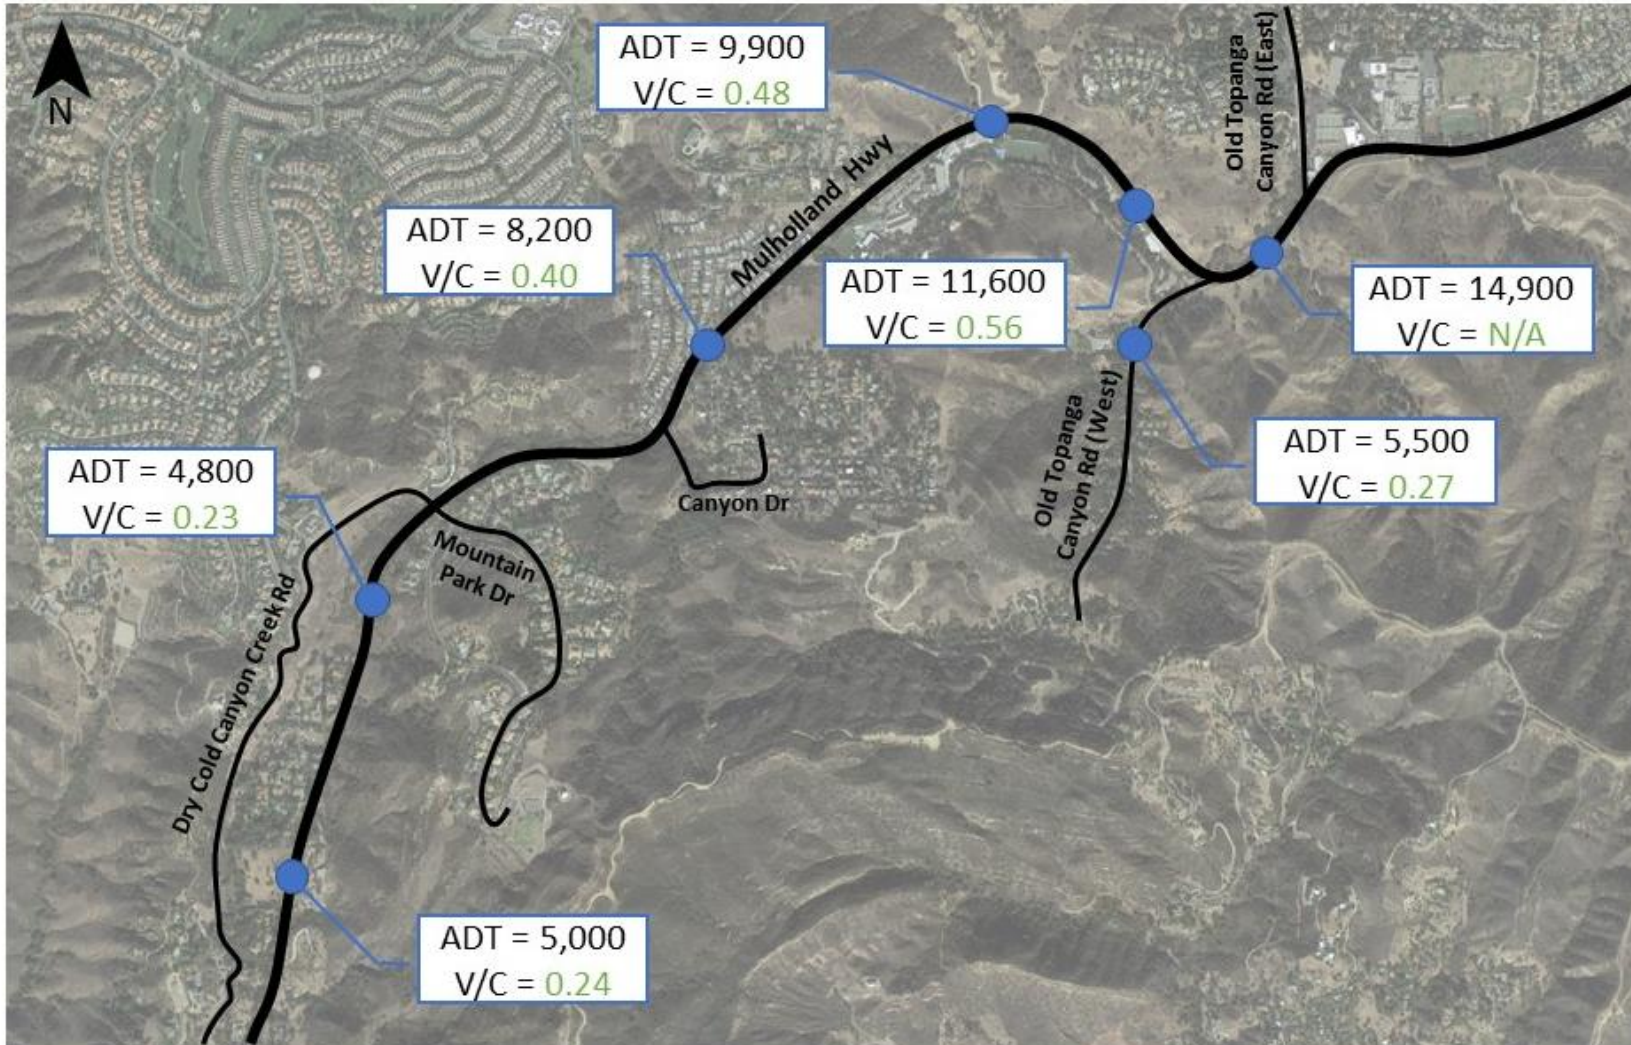 N
ADT = 9,900
V/C = 0.48
Old Topanga
Canyon Rd (East)
Mulholland Hwy
ADT = 8,200
V/C = 0.40
ADT = 11,600
V/C = 0.56
ADT = 14,900
V/C = N/A
Old Topanga
Canyon Rd (West)
ADT = 5,500
V/C = 0.27
ADT = 4,800
V/C = 0.23
Canyon Dr
Mountain
Park Dr
Dry Cold Canyon Creek Rd
ADT = 5,000
V/C = 0.24